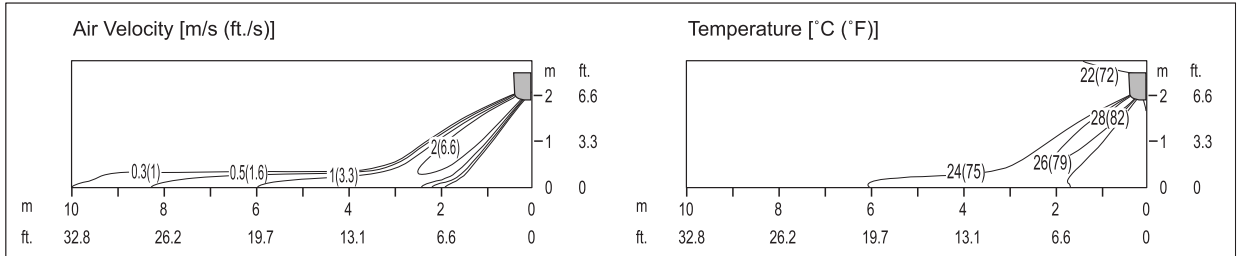 Air Velocity [m/s (ft./s)]
m ft.
2 6.6
1 3.3
0 0
2(6.6)
0.3(1) 0.5(1.6) 1(3.3)
m 10 8 6 4 2 0
ft. 32.8 26.2 19.7 13.1 6.6 0
Temperature [˚C (˚F)]
m ft.
22(72)
2 6.6
28(82)
1 3.3
26(79)
24(75)
0 0
m 10 8 6 4 2 0
ft. 32.8 26.2 19.7 13.1 6.6 0